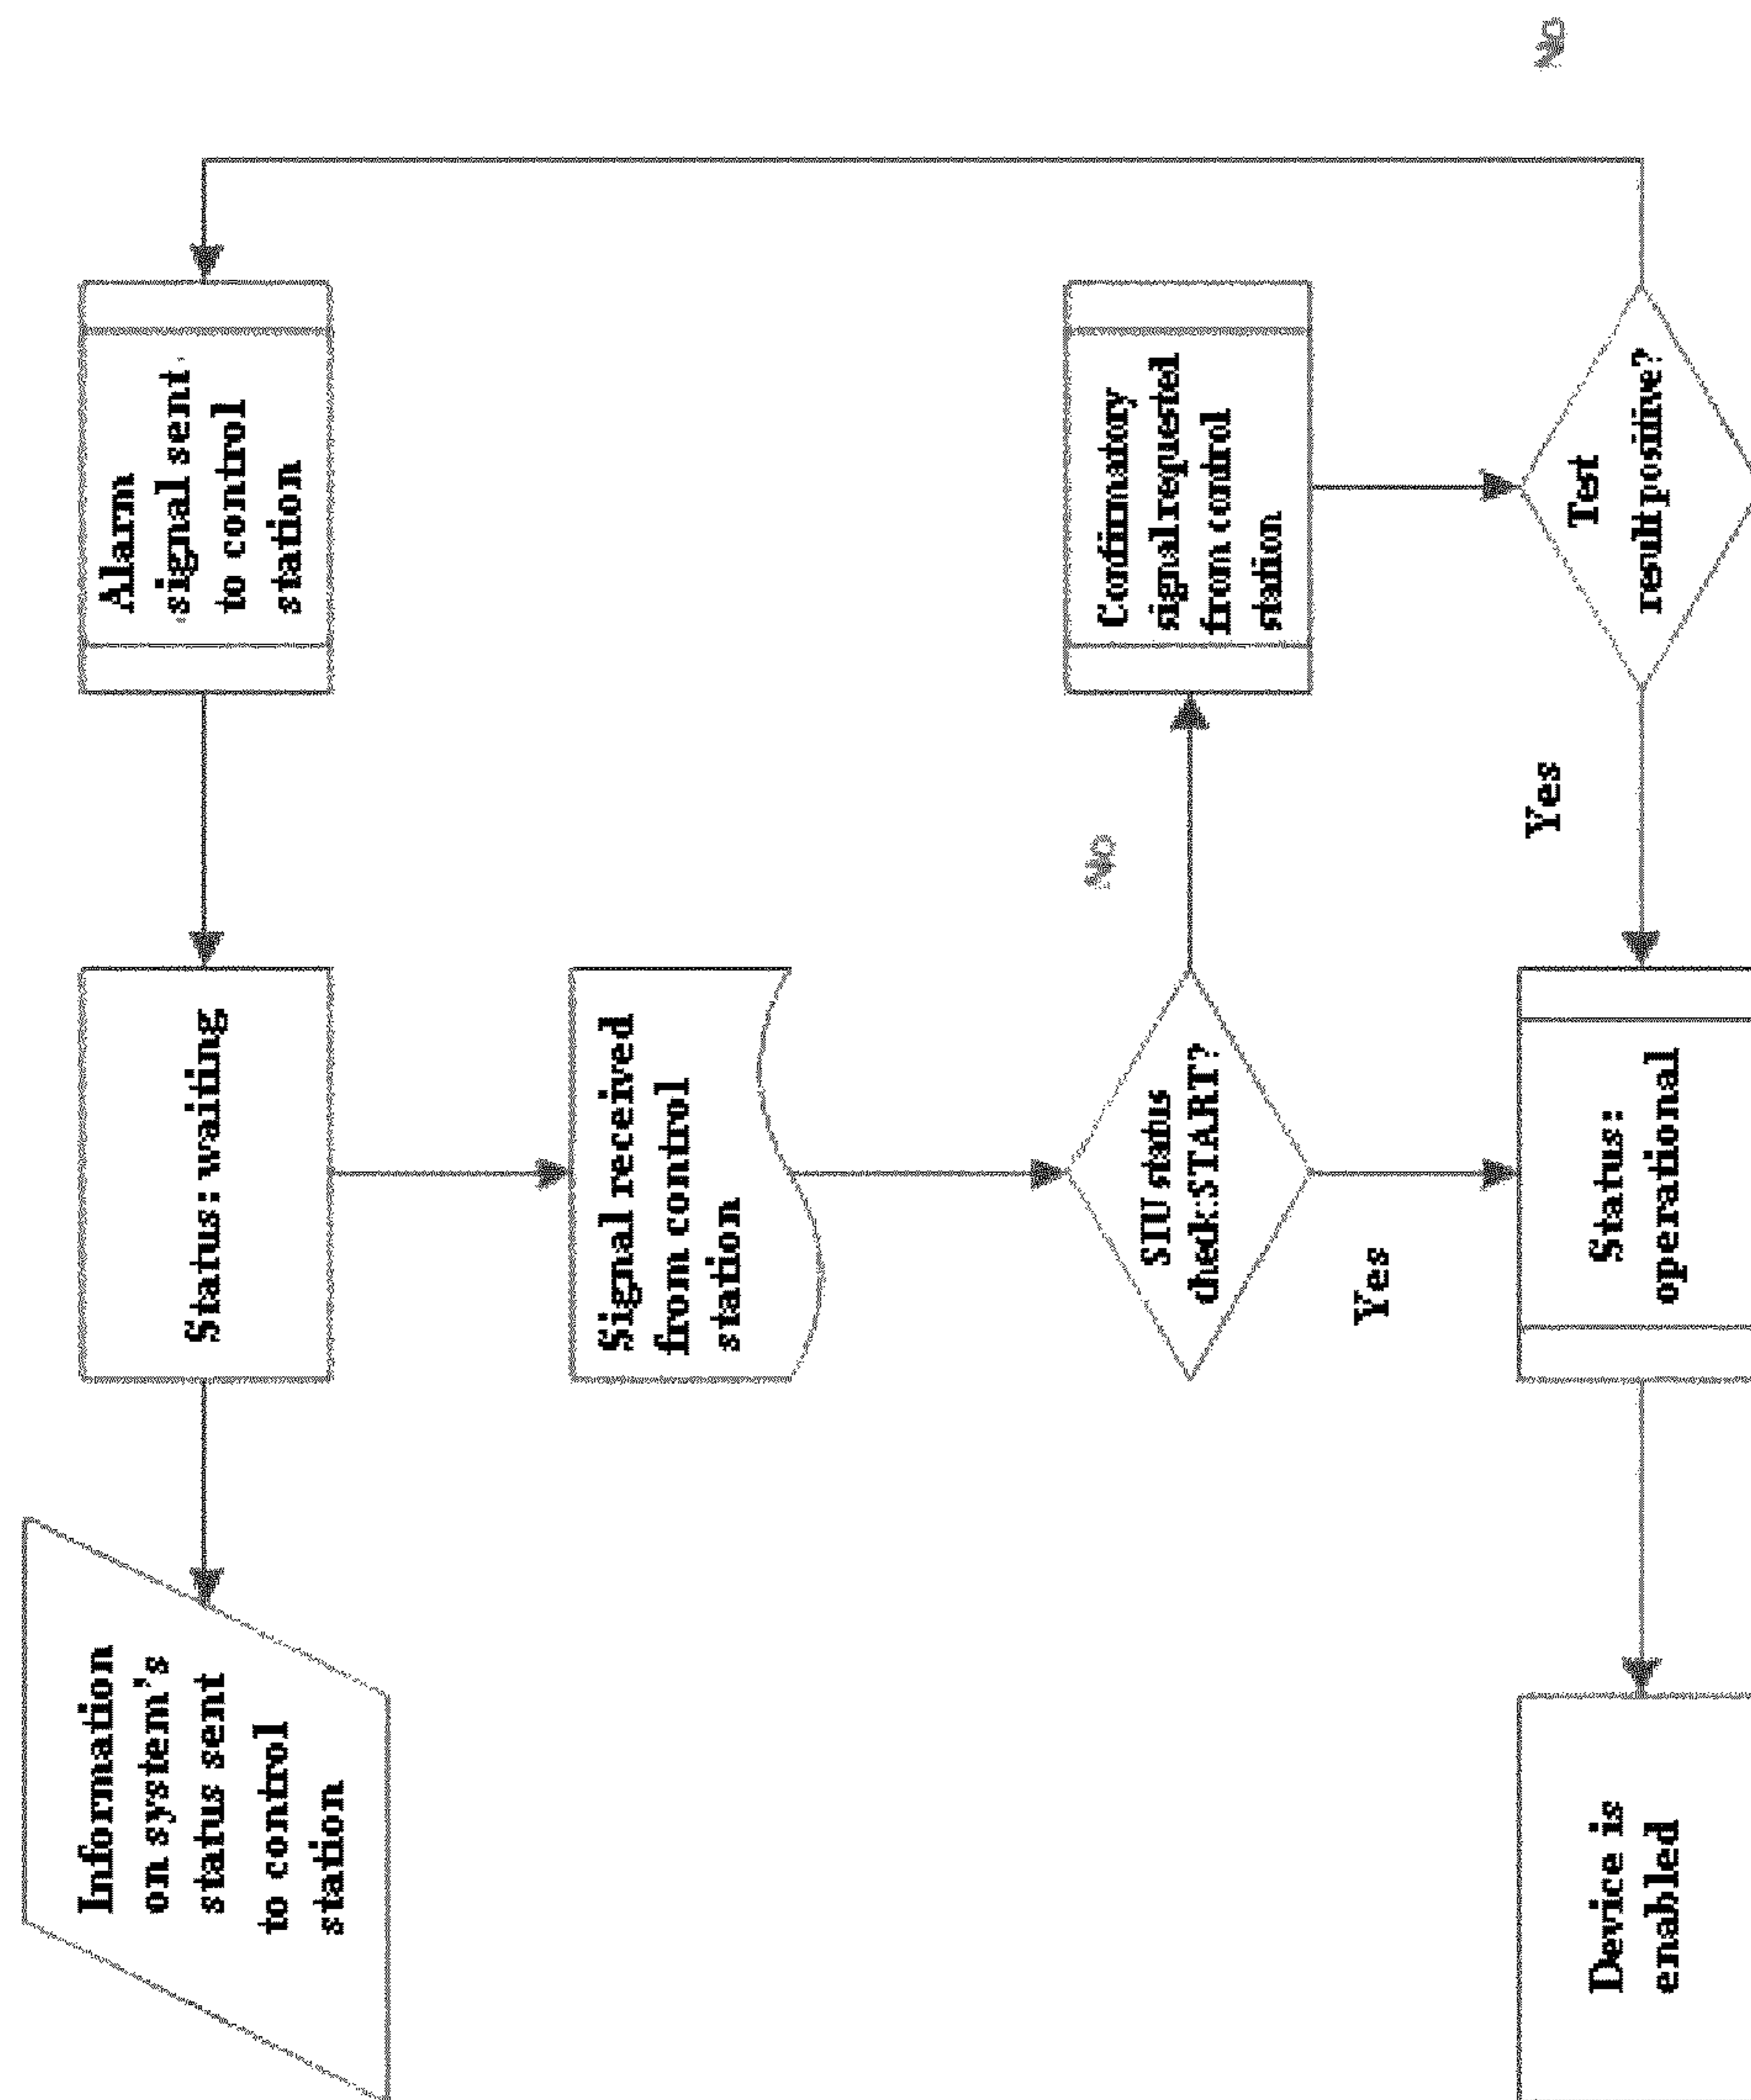 Information
on system's
status sent
to control
station
Status: waiting
Alarm
signal sent
to control
station
Signal received
from control
station
STU status
check:START?
No
Confirmatory
signal requested
from control
station
Yes
Device is
enabled
Status:
operational
Yes
Test
result positive?
No